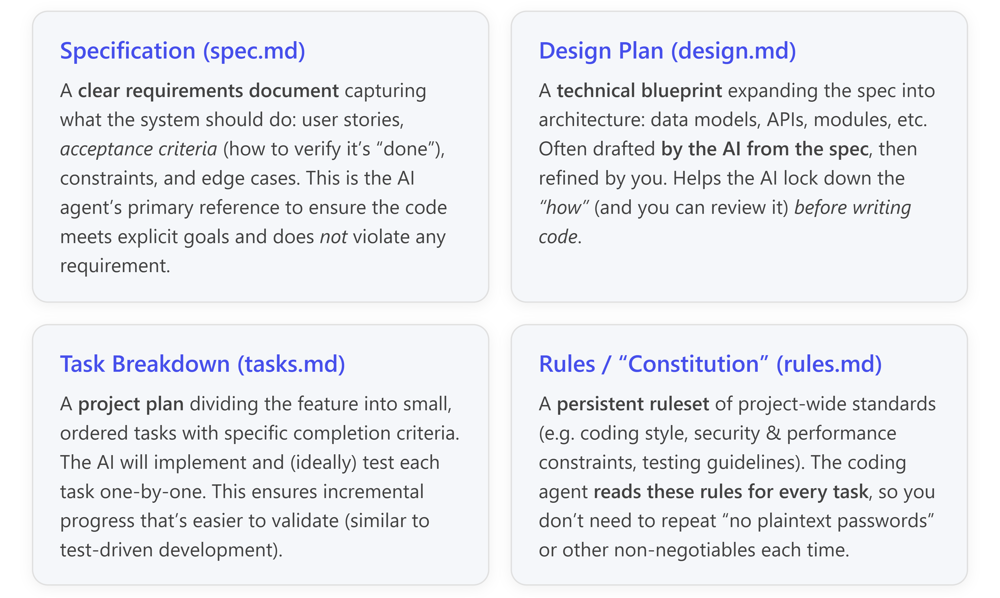 Specification (spec.md)
A clear requirements document capturing
what the system should do: user stories,
acceptance criteria (how to verify it’s “done”),
constraints, and edge cases. This is the AI
agent’s primary reference to ensure the code
meets explicit goals and does not violate any
requirement.
Design Plan (design.md)
A technical blueprint expanding the spec into
architecture: data models, APIs, modules, etc.
Often drafted by the AI from the spec, then
refined by you. Helps the AI lock down the
“how” (and you can review it) before writing
code.
Task Breakdown (tasks.md)
A project plan dividing the feature into small,
ordered tasks with specific completion criteria.
The AI will implement and (ideally) test each
task one-by-one. This ensures incremental
progress that’s easier to validate (similar to
test-driven development).
Rules / “Constitution” (rules.md)
A persistent ruleset of project-wide standards
(e.g. coding style, security & performance
constraints, testing guidelines). The coding
agent reads these rules for every task, so you
don’t need to repeat “no plaintext passwords”
or other non-negotiables each time.